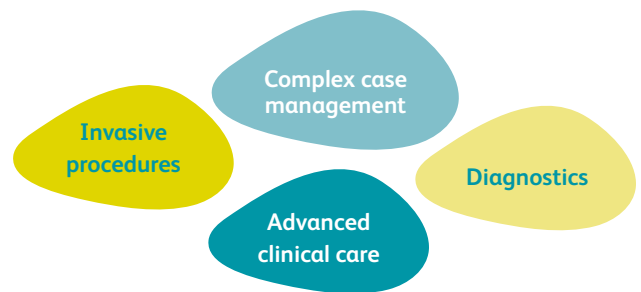 Complex case
management
Invasive
procedures
Diagnostics
Advanced
clinical care